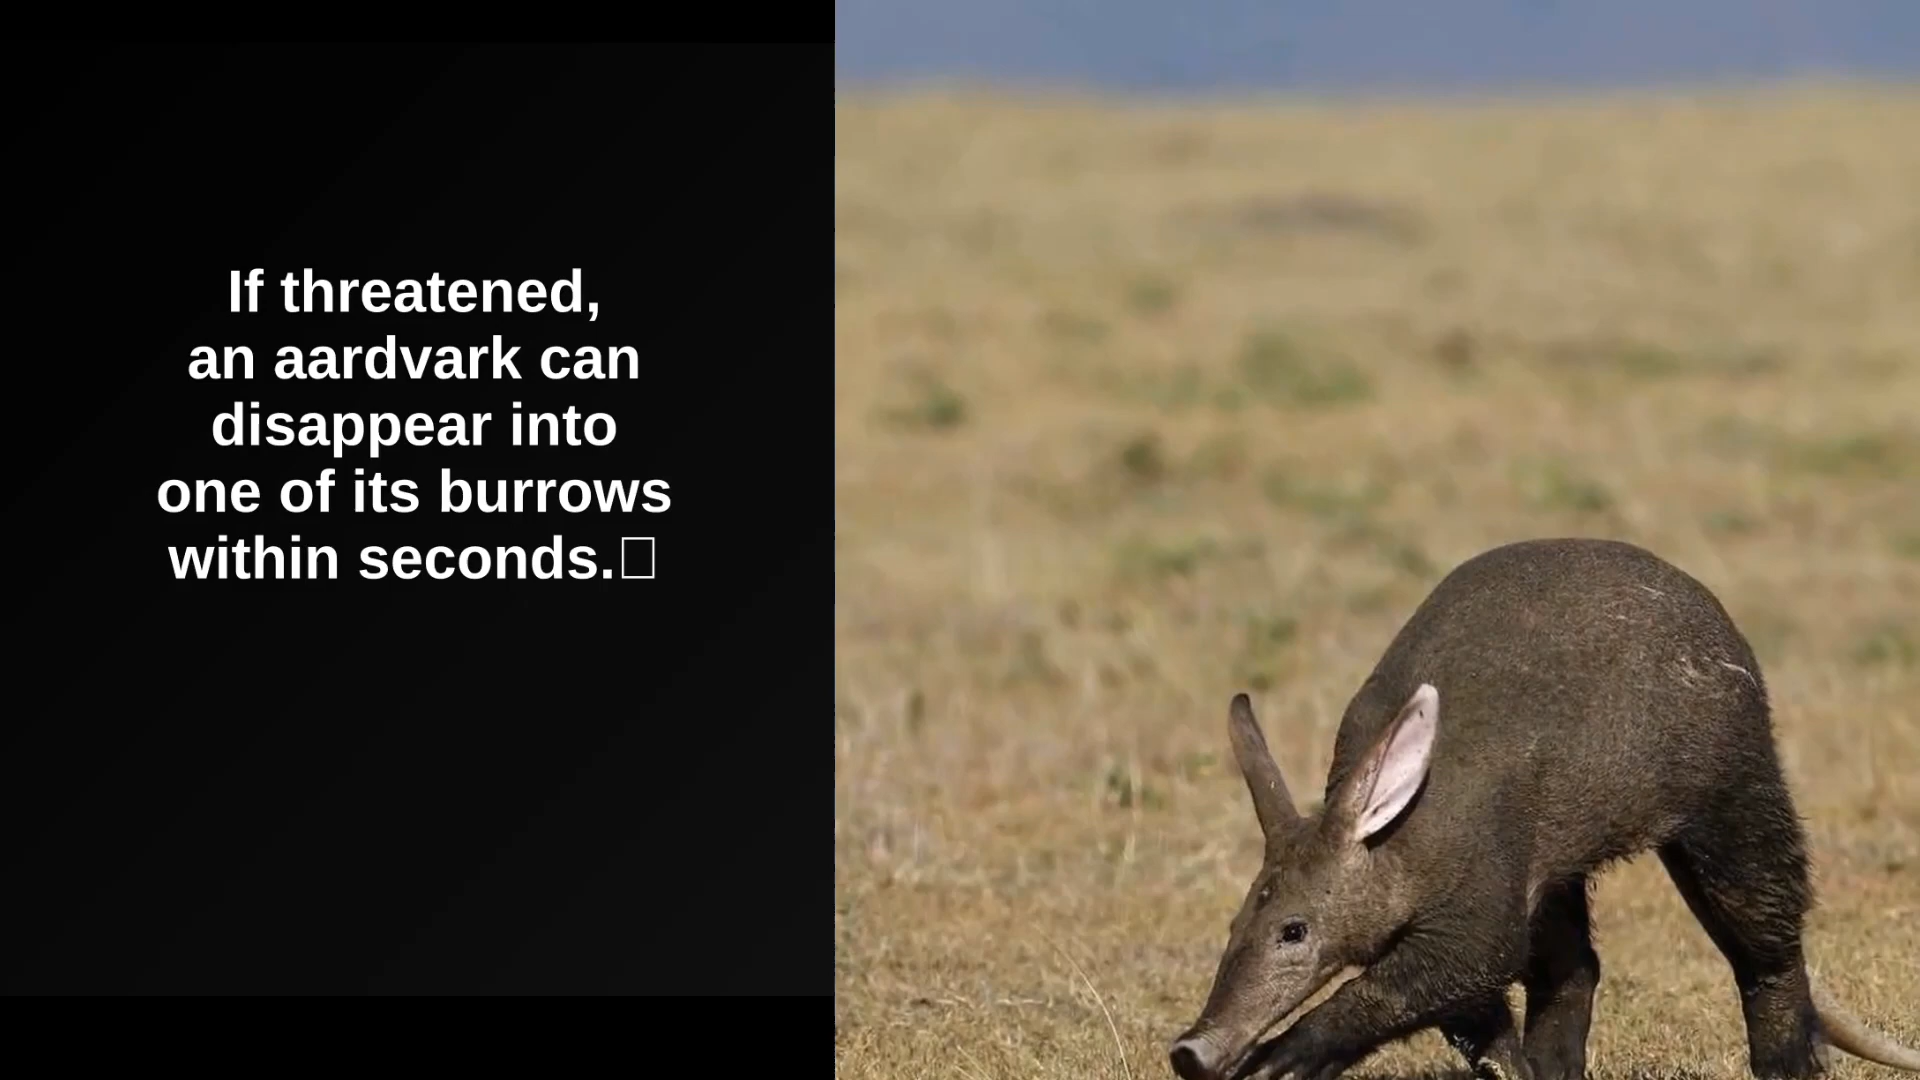 If threatened,
an aardvark can
disappear into
one of its burrows
within seconds.